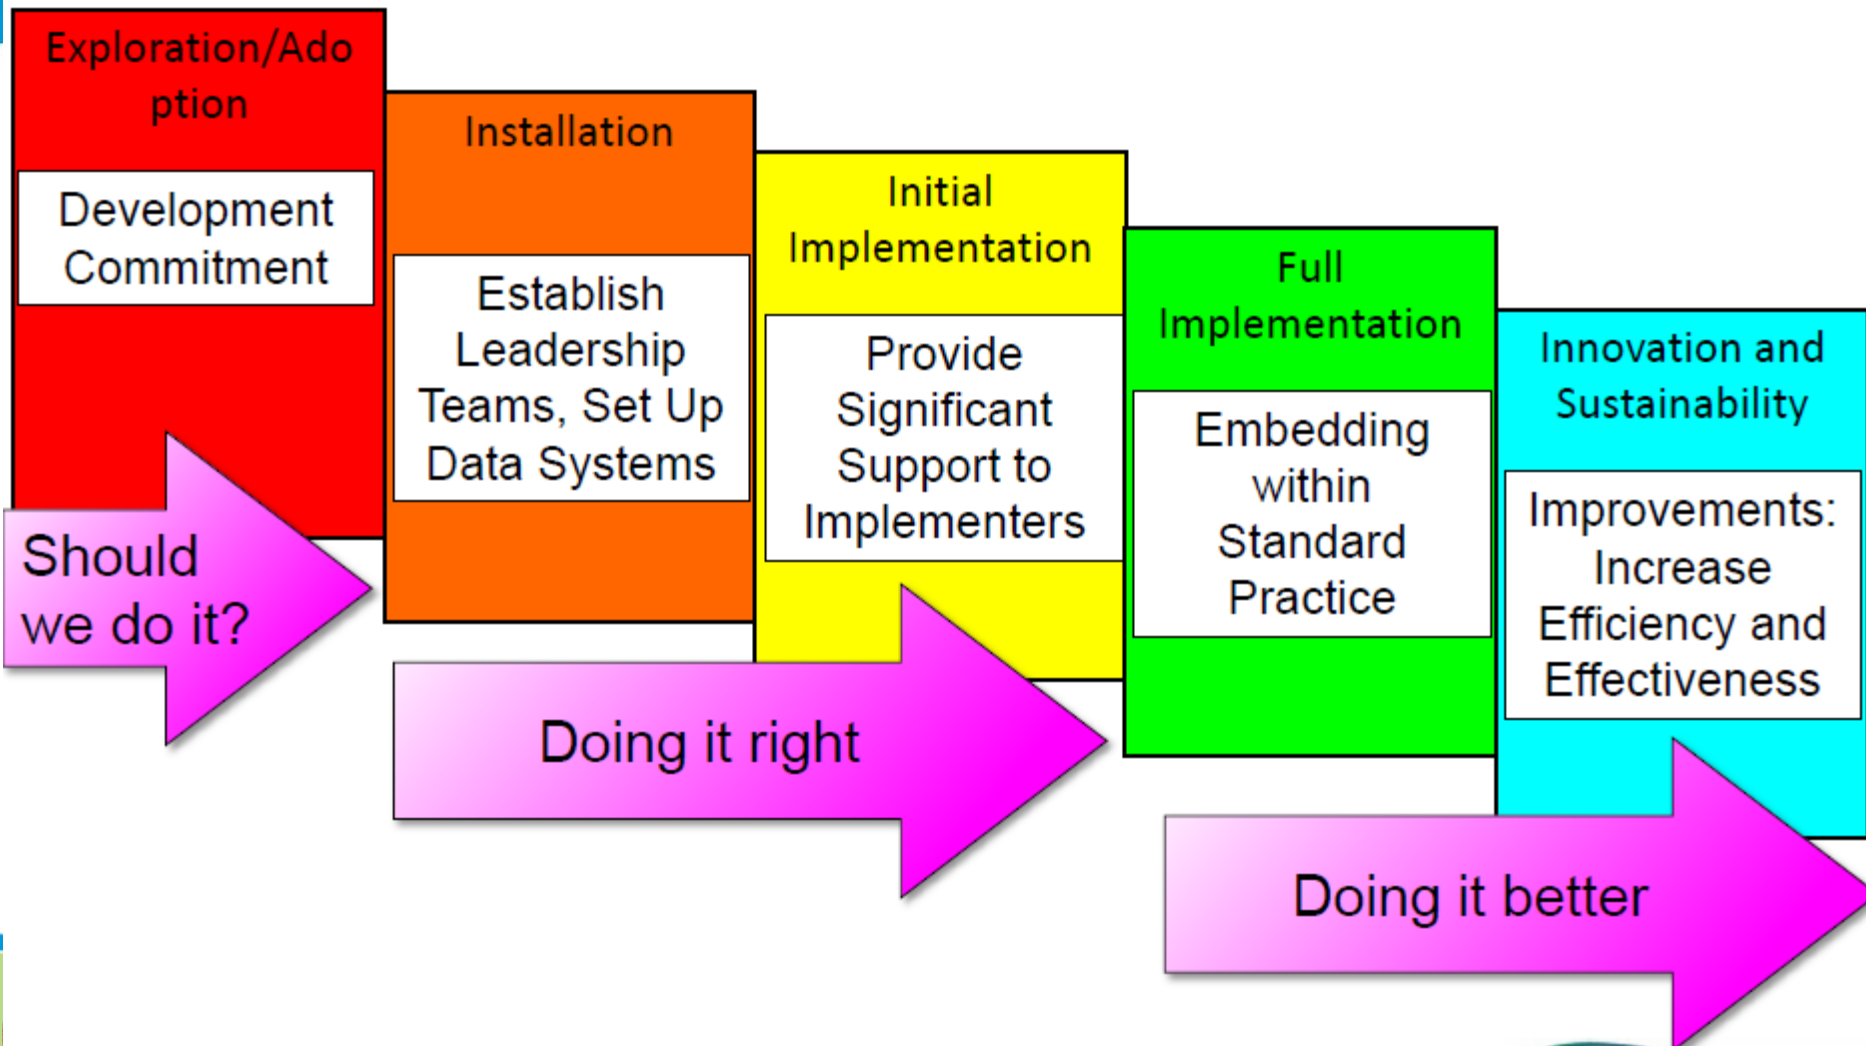 Exploration/Ado
ption
Development
Commitment
Should
we do it?
Installation
Establish
Leadership
Teams, Set Up
Data Systems
Initial
Implementation
Provide
Significant
Support to
Implementers
Doing it right
Full
Implementation
Embedding
within
Standard
Practice
Innovation and
Sustainability
Improvements:
Increase
Efficiency and
Effectiveness
Doing it better